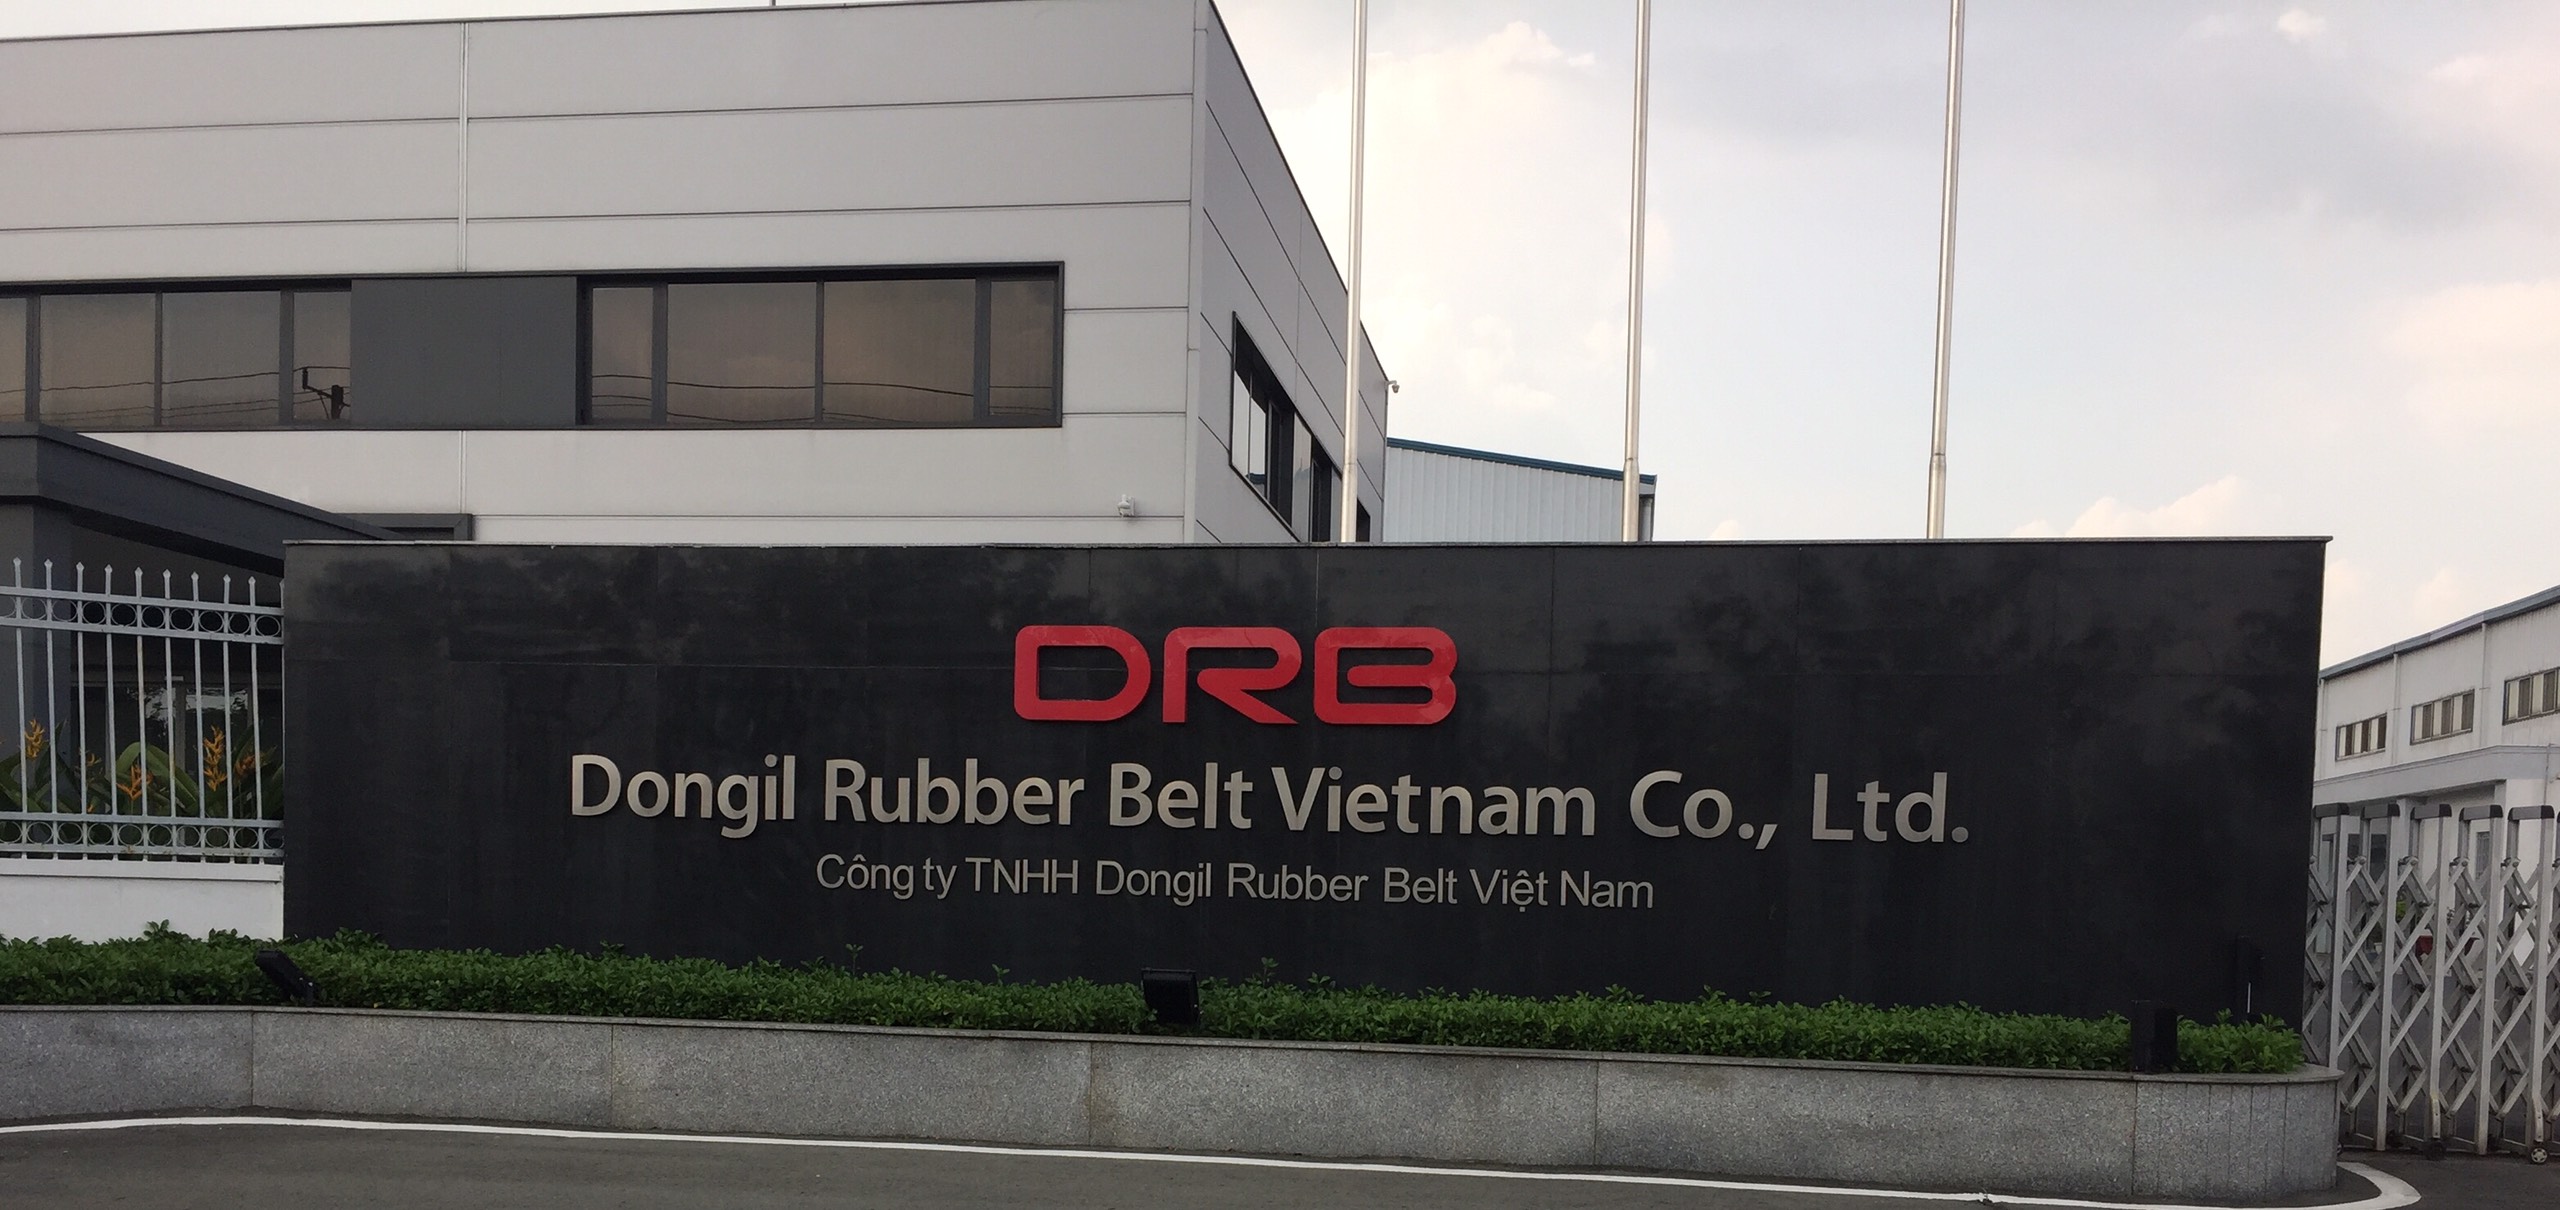 DRB
Dongil Rubber Belt Vietnam Co., Ltd.
Công ty TNHH Dongil Rubber Belt Việt Nam